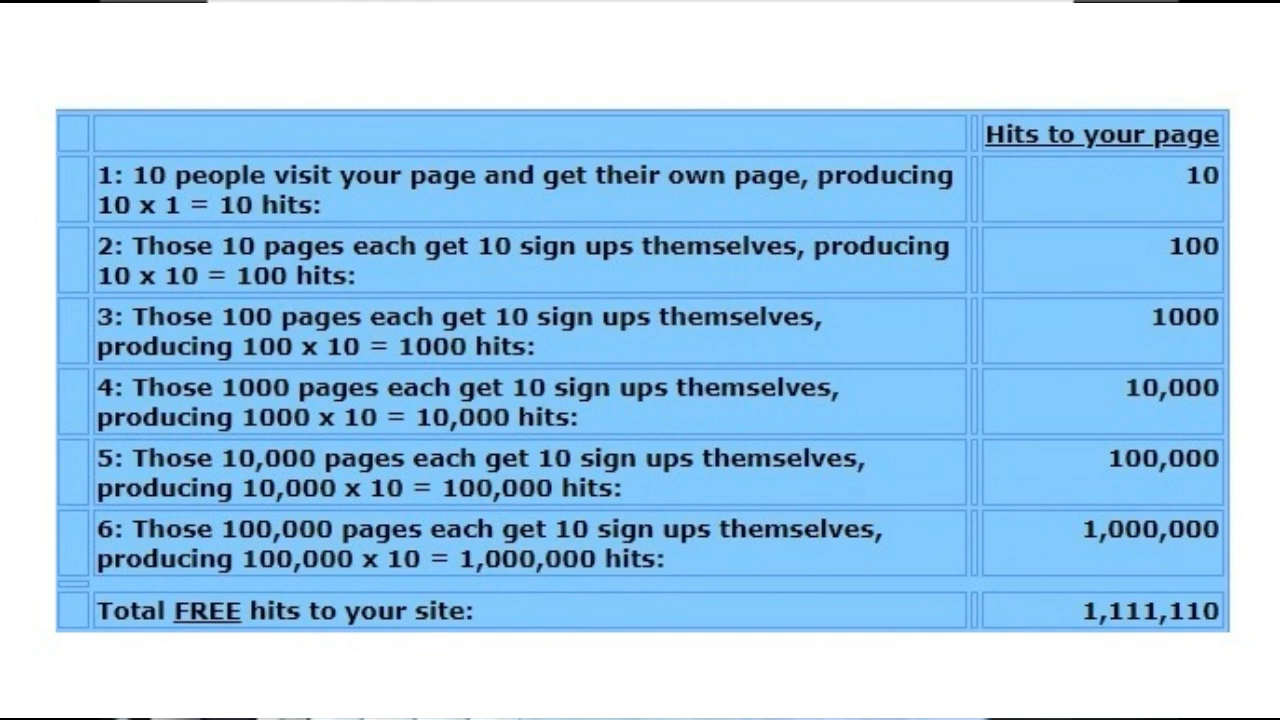 Hits to your page
1: 10 people visit your page and get their own page, producing
10 x 1 = 10 hits:
10
2: Those 10 pages each get 10 sign ups themselves, producing
10 x 10 = 100 hits:
100
3: Those 100 pages each get 10 sign ups themselves,
producing 100 x 10 = 1000 hits:
1000
4: Those 1000 pages each get 10 sign ups themselves,
producing 1000 x 10 = 10,000 hits:
10,000
5: Those 10,000 pages each get 10 sign ups themselves,
producing 10,000 x 10 = 100,000 hits:
100,000
6: Those 100,000 pages each get 10 sign ups themselves,
producing 100,000 x 10 = 1,000,000 hits:
1,000,000
Total FREE hits to your site:
1,111,110